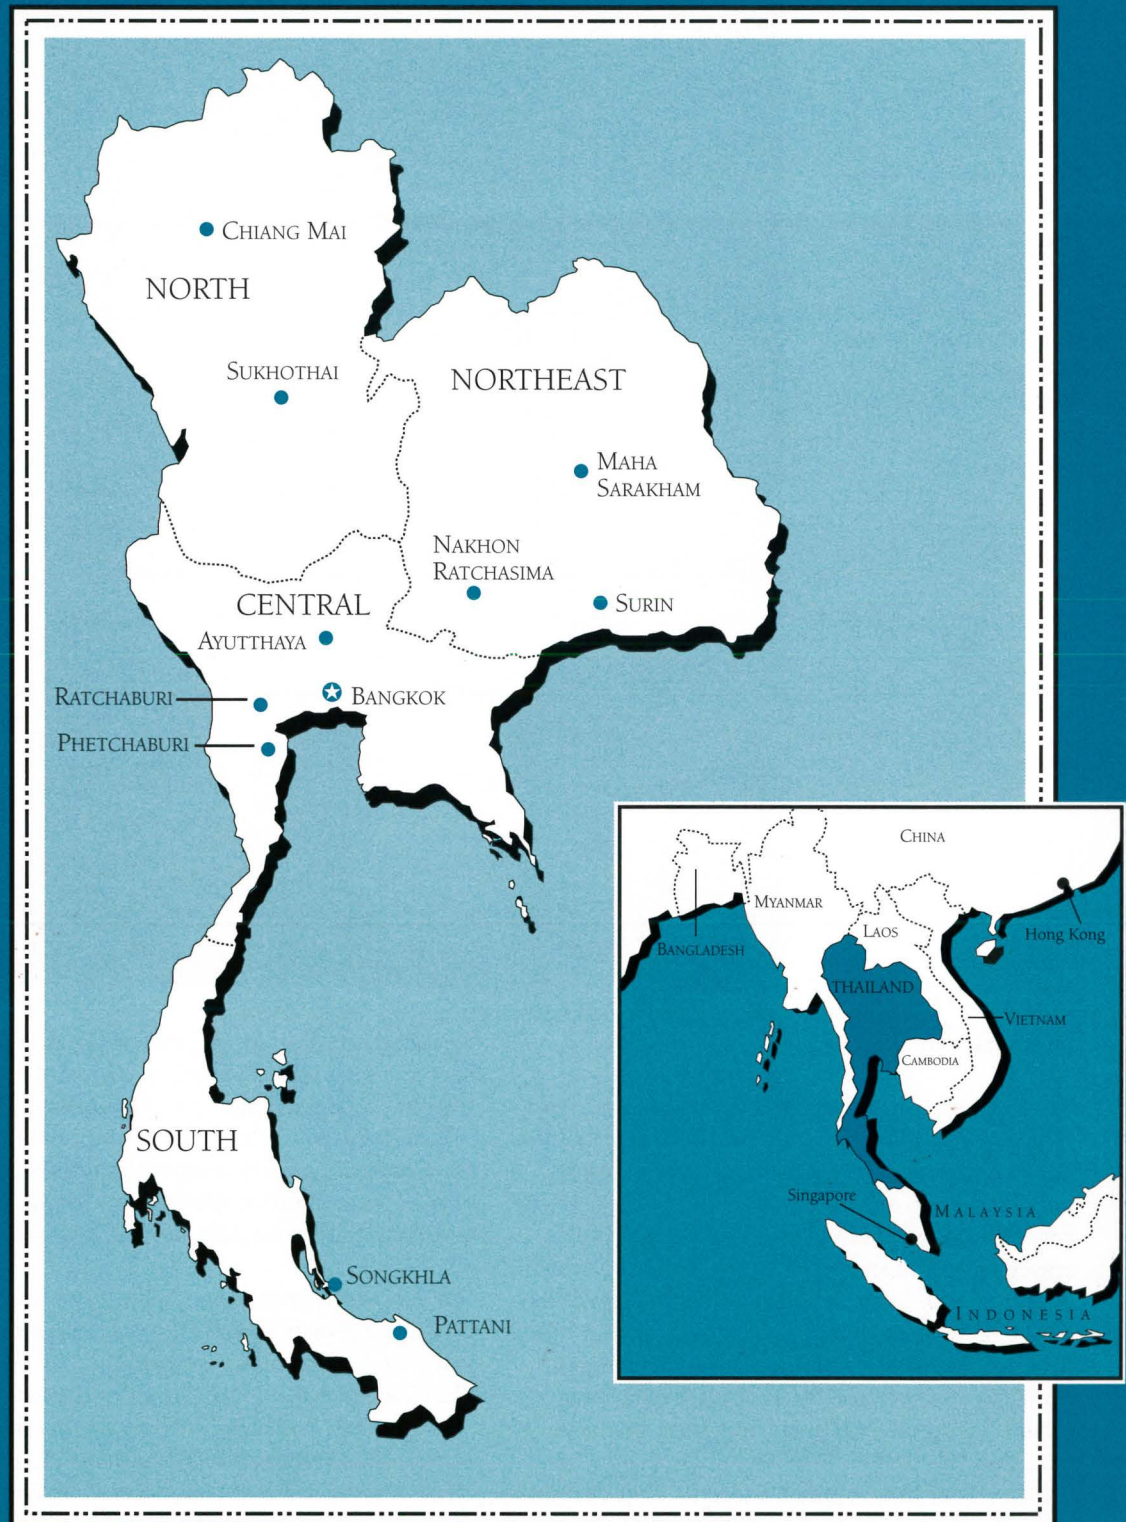 CHIANG MAI
NORTH
SUKHOTHAI
NORTHEAST
MAHA
SARAKHAM
NAKHON
RATCHASIMA
SURIN
CENTRAL
AYUTTHAYA
RATCHABURI
BANGKOK
PHETCHABURI
SOUTH
SONGKHLA
PATTANI
CHINA
MYANMAR
LAOS
Hong Kong
BANGLADESH
THAILAND
VIETNAM
CAMBODIA
Singapore
MALAYSIA
INDONESIA